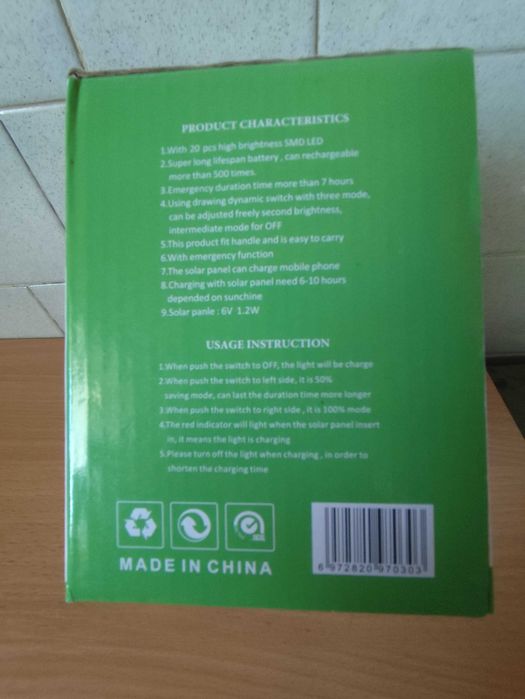 PRODUCT CHARACTERISTICS
1.With 20 pcs high brightness SMD LED
2.Super long lifespan battery , can rechargeable
more than 500 times.
3.Emergency duration time more than 7 hours
4.Using drawing dynamic switch with three mode,
can be adjusted freely second brightness,
intermediate mode for OFF
5.This product fit handle and is easy to carry
6.With emergency function
7.The solar panel can charge mobile phone
8.Charging with solar panel need 6-10 hours
depended on sunchine
9.Solar panle : 6V 1.2W
USAGE INSTRUCTION
1.When push the switch to OFF, the light will be charge
2.When push the switch to left side, it is 50%
saving mode, can last the duration time more longer
3.When push the switch to right side , it is 100% mode
4.The red indicator will light when the solar panel insert
in, it means the light is charging
5.Please turn off the light when charging , in order to
shorten the charging time
MADE IN CHINA
6 972820 970303